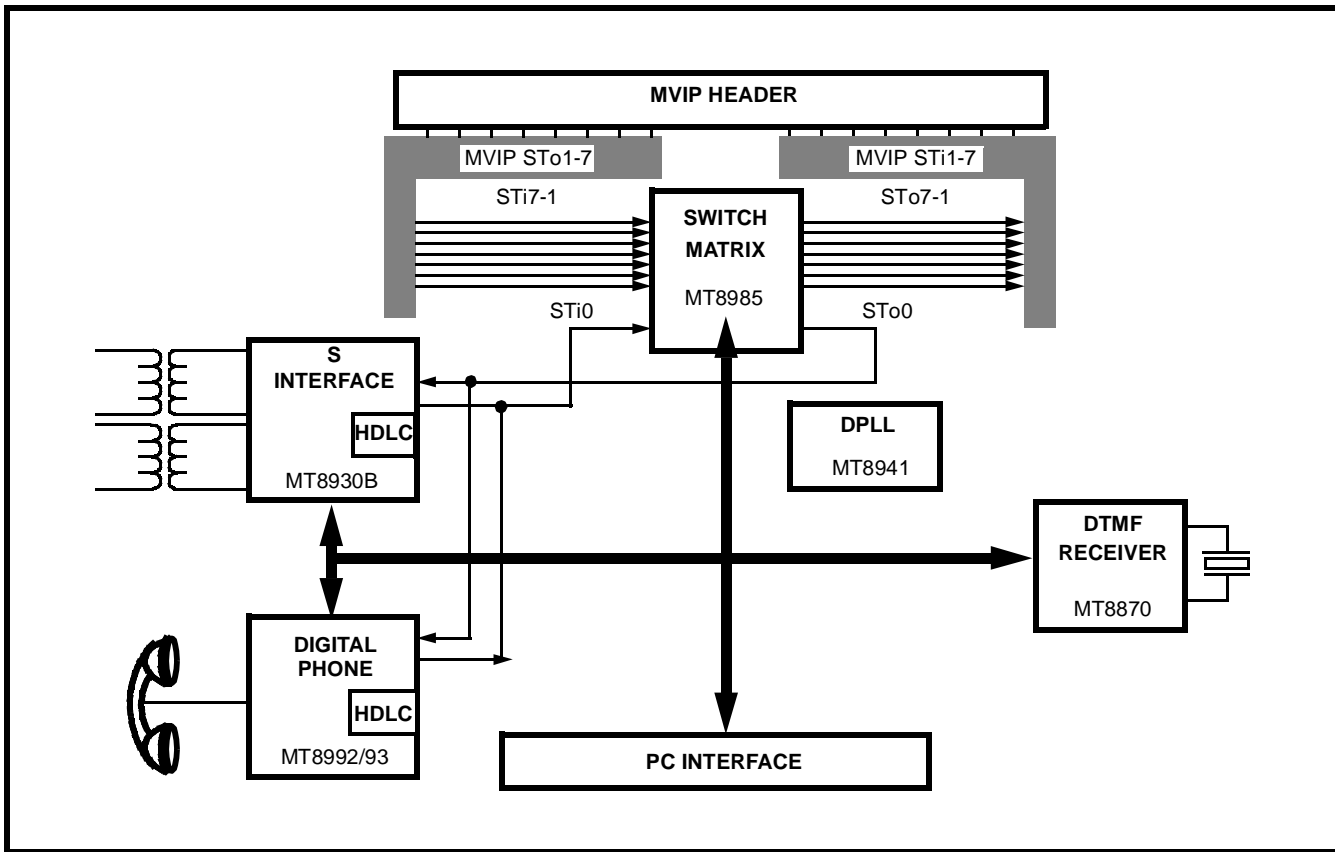 MVIP HEADER
MVIP STo1-7
MVIP STi1-7
STi7-1
STo7-1
SWITCH
MATRIX
MT8985
STi0
STo0
S
INTERFACE
HDLC
MT8930B
DPLL
MT8941
DTMF
RECEIVER
MT8870
DIGITAL
PHONE
HDLC
MT8992/93
PC INTERFACE